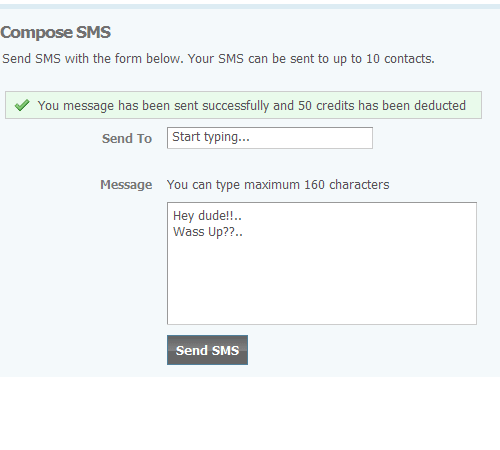 Compose SMS
Send SMS with the form below. Your SMS can be sent to up to 10 contacts.
You message has been sent successfully and 50 credits has been deducted
Send To Start typing...
Message You can type maximum 160 characters
Hey dude!!..
Wass Up??..
Send SMS